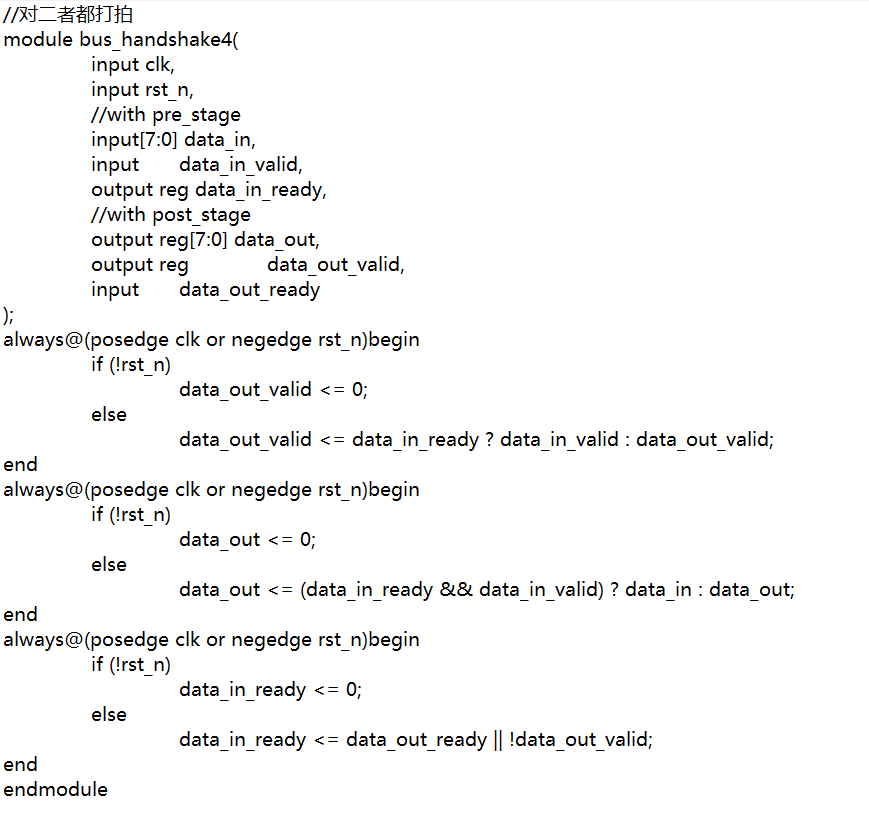 //对二者都打拍
module bus_handshake4(
input clk,
input rst_n,
//with pre_stage
input[7:0] data_in,
input data_in_valid,
output reg data_in_ready,
//with post_stage
output reg[7:0] data_out,
output reg data_out_valid,
input data_out_ready
);
always@(posedge clk or negedge rst_n)begin
if (!rst_n)
data_out_valid <= 0;
else
data_out_valid <= data_in_ready ? data_in_valid : data_out_valid;
end
always@(posedge clk or negedge rst_n)begin
if (!rst_n)
data_out <= 0;
else
data_out <= (data_in_ready && data_in_valid) ? data_in : data_out;
end
always@(posedge clk or negedge rst_n)begin
if (!rst_n)
data_in_ready <= 0;
else
data_in_ready <= data_out_ready || !data_out_valid;
end
endmodule